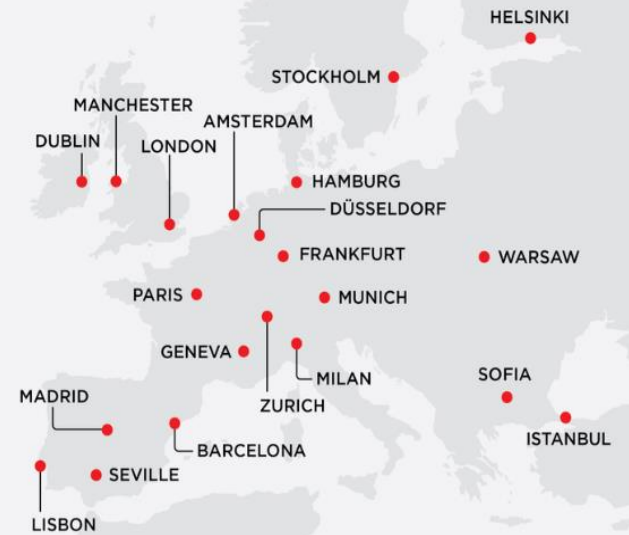 HELSINKI
STOCKHOLM
MANCHESTER
AMSTERDAM
DUBLIN
LONDON
HAMBURG
DÜSSELDORF
FRANKFURT
WARSAW
PARIS
MUNICH
GENEVA
MILAN
SOFIA
MADRID
ZURICH
ISTANBUL
BARCELONA
SEVILLE
LISBON